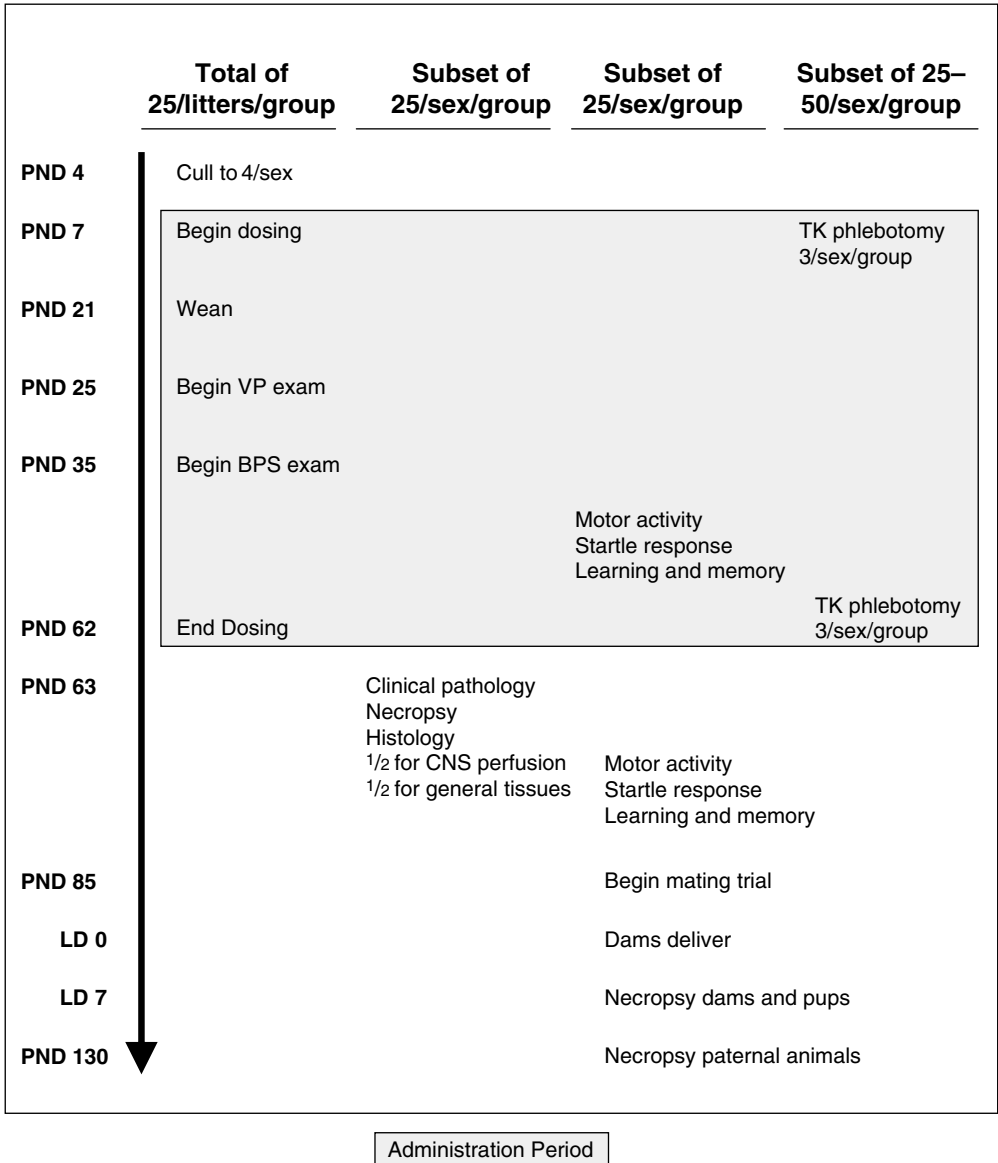 Total of 25/litters/group
Subset of 25/sex/group
Subset of 25/sex/group
Subset of 25–50/sex/group
PND 4
Cull to 4/sex
PND 7
Begin dosing
TK phlebotomy
3/sex/group
PND 21
Wean
PND 25
Begin VP exam
PND 35
Begin BPS exam
Motor activity
Startle response
Learning and memory
TK phlebotomy
3/sex/group
PND 62
End Dosing
PND 63
Clinical pathology
Necropsy
Histology
1/2 for CNS perfusion
1/2 for general tissues
Motor activity
Startle response
Learning and memory
PND 85
Begin mating trial
LD 0
Dams deliver
LD 7
Necropsy dams and pups
PND 130
Necropsy paternal animals
Administration Period